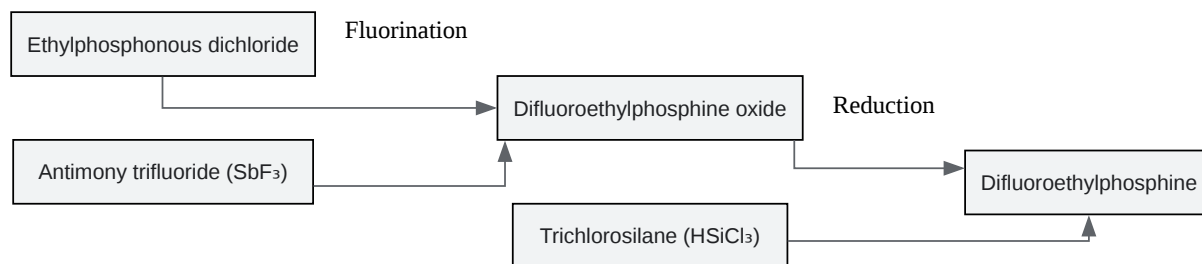 Ethylphosphonous dichloride
Fluorination
Difluoroethylphosphine oxide
Reduction
Antimony trifluoride (SbF₃)
Difluoroethylphosphine
Trichlorosilane (HSiCl₃)